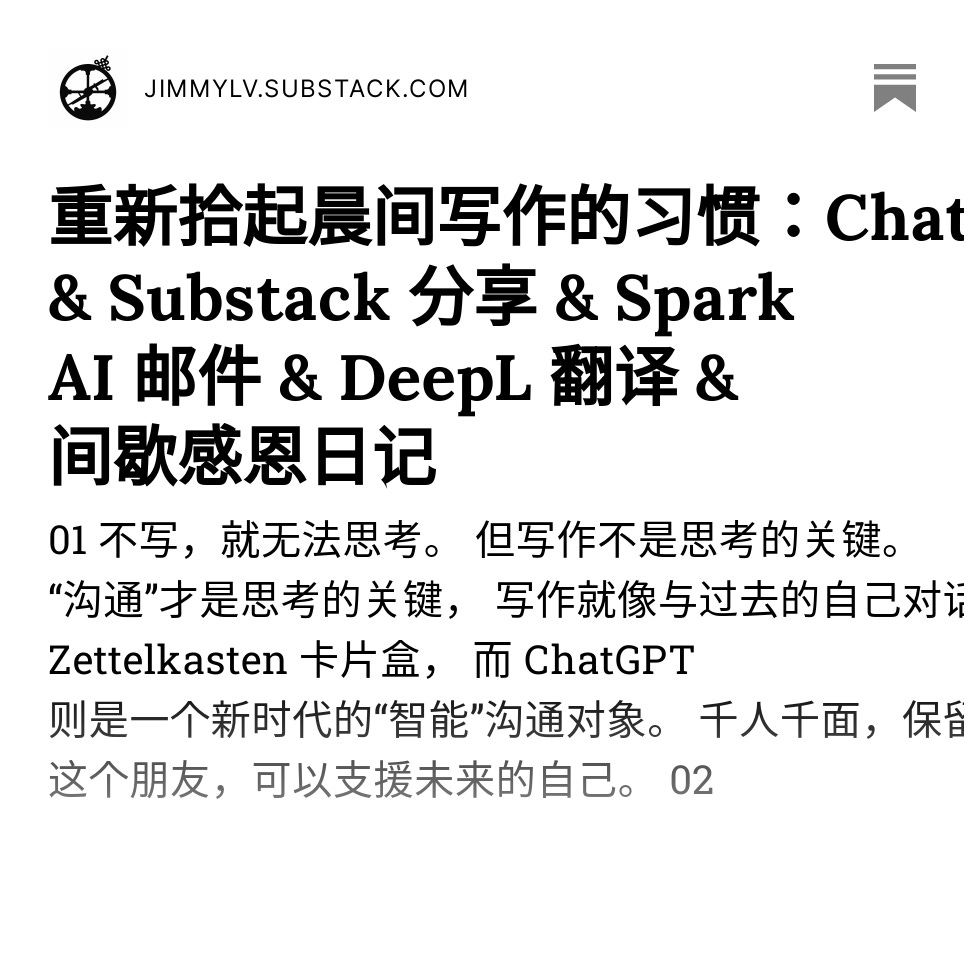 JIMMYLV.SUBSTACK.COM
重新拾起晨间写作的习惯：Chat
& Substack 分享 & Spark
AI 邮件 & DeepL 翻译 &
间歇感恩日记
01 不写，就无法思考。 但写作不是思考的关键。
“沟通”才是思考的关键， 写作就像与过去的自己对话
Zettelkasten 卡片盒， 而 ChatGPT
则是一个新时代的“智能”沟通对象。 千人千面，保留
这个朋友，可以支援未来的自己。 02